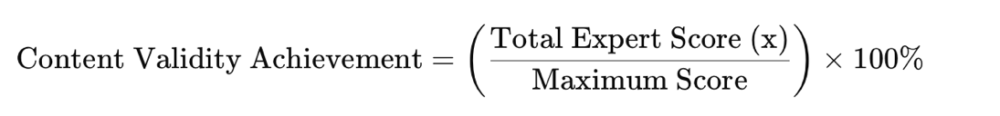 Content Validity Achievement = (Total Expert Score (x) / Maximum Score) × 100%